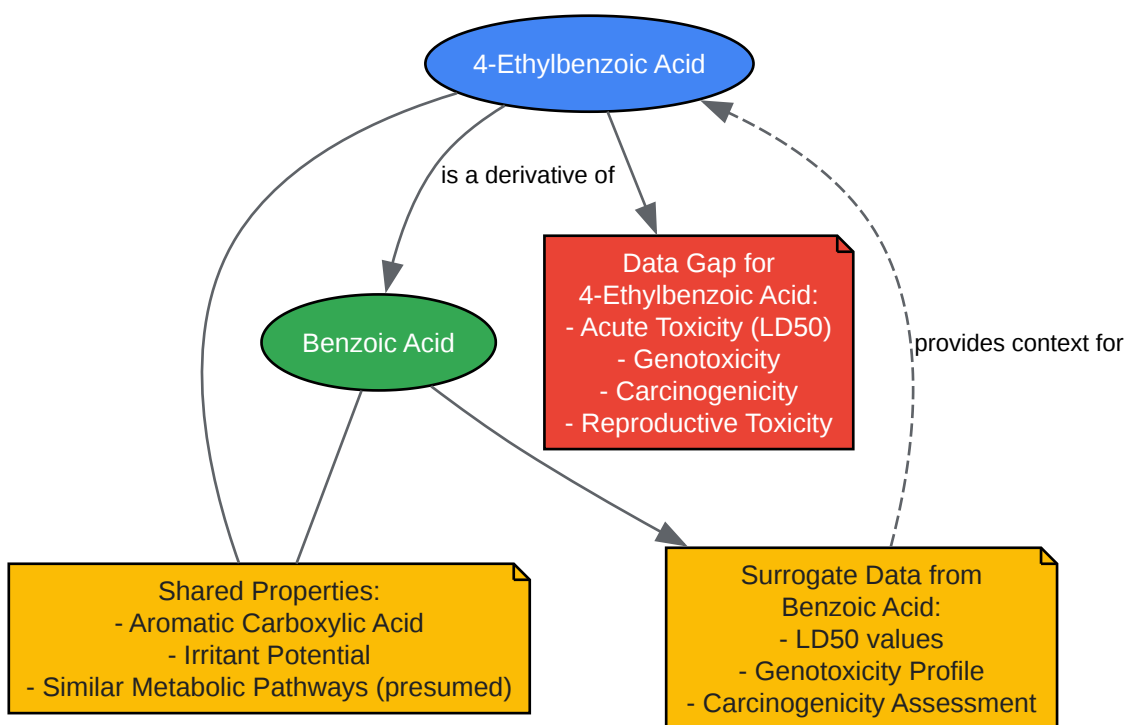 4-Ethylbenzoic Acid
is a derivative of
Data Gap for
4-Ethylbenzoic Acid:
- Acute Toxicity (LD50)
- Genotoxicity
- Carcinogenicity
- Reproductive Toxicity
Benzoic Acid
provides context for
Shared Properties:
- Aromatic Carboxylic Acid
- Irritant Potential
- Similar Metabolic Pathways (presumed)
Surrogate Data from
Benzoic Acid:
- LD50 values
- Genotoxicity Profile
- Carcinogenicity Assessment